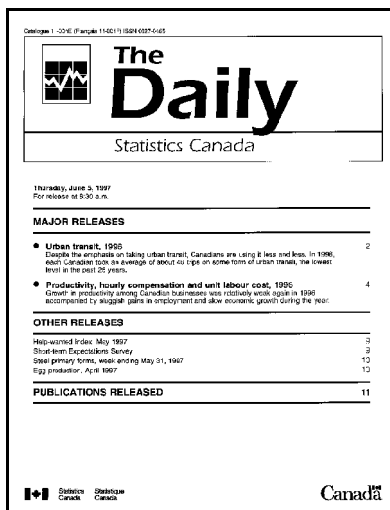 Catalogue 11-001E (Français 11-001F) ISSN 0827-0465
The
Daily
Statistics Canada
Thursday, June 5, 1997
For release at 8:30 a.m.
MAJOR RELEASES
● Urban transit, 1996 2
Despite the emphasis on taking urban transit, Canadians are using it less and less. In 1996,
each Canadian took an average of about 48 trips on some form of urban transit, the lowest
level in the past 25 years.
● Productivity, hourly compensation and unit labour cost, 1996 4
Growth in productivity among Canadian businesses was relatively weak again in 1996
accompanied by sluggish gains in employment and slow economic growth during the year.
OTHER RELEASES
Help-wanted Index, May 1997 9
Short-term Expectations Survey 9
Steel primary forms, week ending May 31, 1997 10
Egg production, April 1997 10
PUBLICATIONS RELEASED 11
Statistics Statistique
Canada Canada
Canada